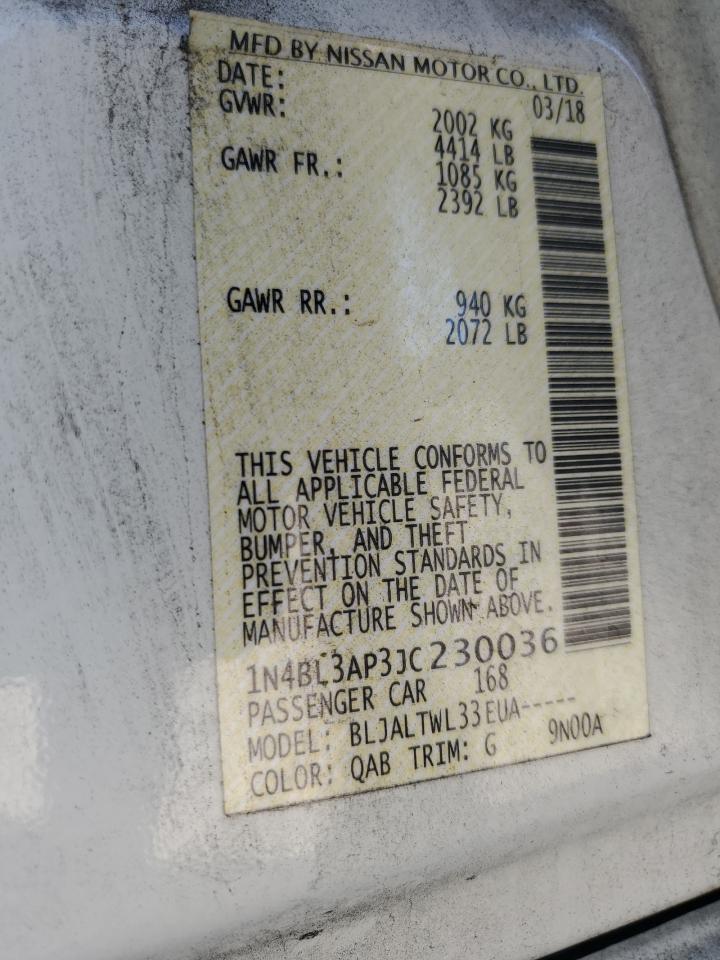 MFD BY NISSAN MOTOR CO., LTD.
DATE: 03/18
GVWR: 2002 KG
4414 LB
GAWR FR.: 1085 KG
2392 LB
GAWR RR.: 940 KG
2072 LB
THIS VEHICLE CONFORMS TO
ALL APPLICABLE FEDERAL
MOTOR VEHICLE SAFETY,
BUMPER, AND THEFT
PREVENTION STANDARDS IN
EFFECT ON THE DATE OF
MANUFACTURE SHOWN ABOVE.
1N4BL3AP3JC230036
PASSENGER CAR 168
MODEL: BLJALTWL33EUA-----
COLOR: QAB TRIM: G 9N00A